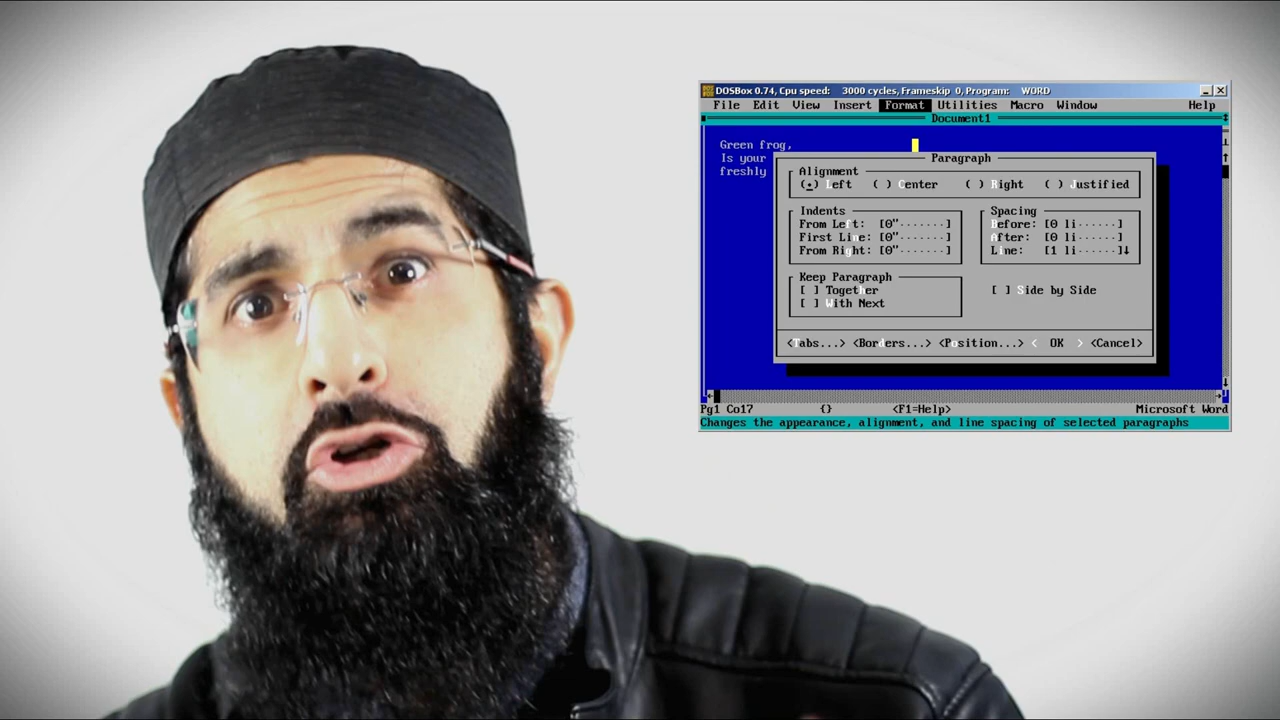 DOSBox 0.74, Cpu speed: 3000 cycles, Frameskip 0, Program: WORD
File Edit View Insert Format Utilities Macro Window Help
Document1
Green frog,
Is your
freshly
Paragraph
Alignment
(•) Left ( ) Center ( ) Right ( ) Justified
Indents Spacing
From Left: [0"·······] Before: [0 li······]
First Line: [0"·······] After: [0 li······]
From Right: [0"·······] Line: [1 li······]↓
Keep Paragraph
[ ] Together [ ] Side by Side
[ ] With Next
<Tabs...> <Borders...> <Position...> < OK > <Cancel>
Pg1 Co17 {} <F1=Help> Microsoft Word
Changes the appearance, alignment, and line spacing of selected paragraphs